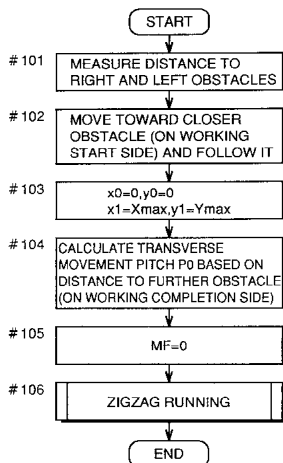 START
#101
MEASURE DISTANCE TO
RIGHT AND LEFT OBSTACLES
#102
MOVE TOWARD CLOSER
OBSTACLE (ON WORKING
START SIDE) AND FOLLOW IT
#103
x0=0,y0=0
x1=Xmax,y1=Ymax
#104
CALCULATE TRANSVERSE
MOVEMENT PITCH P0 BASED ON
DISTANCE TO FURTHER OBSTACLE
(ON WORKING COMPLETION SIDE)
#105
MF=0
#106
ZIGZAG RUNNING
END